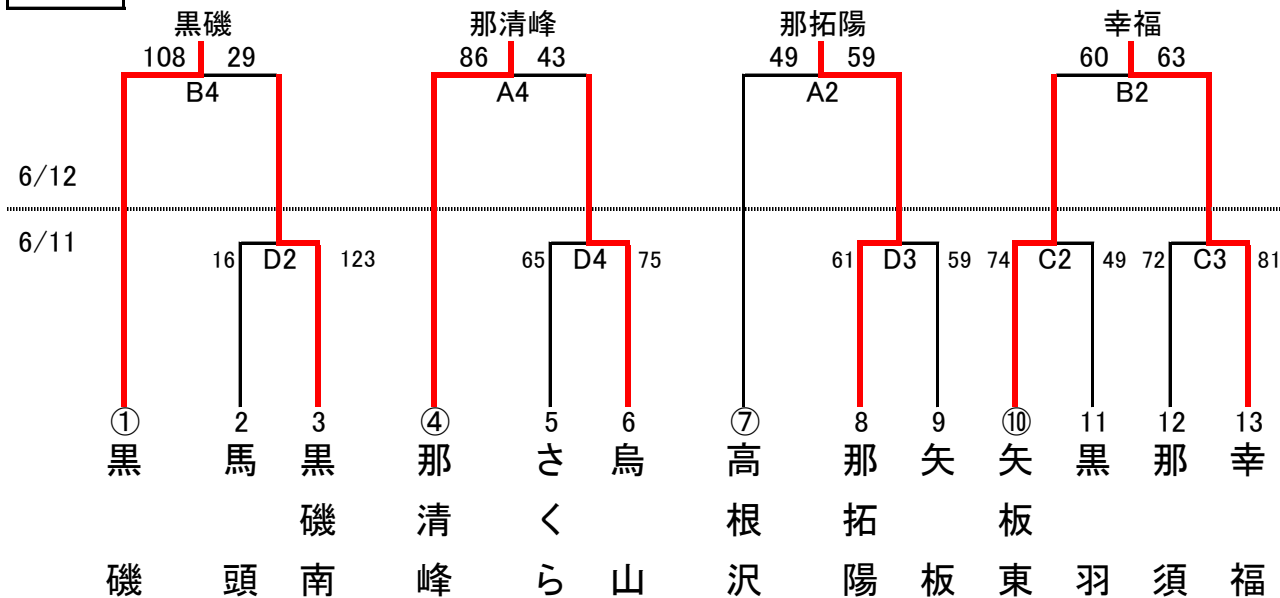 黒磯 那清峰 那拓陽 幸福
108 29 86 43 49 59 60 63
B4 A4 A2 B2
6/12
6/11
16 D2 123 65 D4 75 61 D3 59 74 C2 49 72 C3 81
① 2 3 ④ 5 6 ⑦ 8 9 ⑩ 11 12 13
黒磯 馬頭 黒磯南 那清峰 さくら 烏山 高根沢 那拓陽 矢板 矢板東 黒羽 那須 幸福